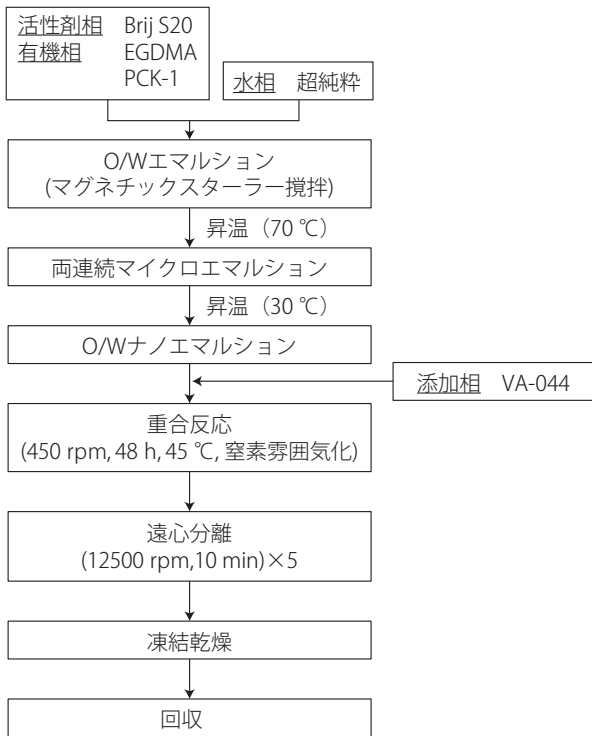 活性剤相 Brij S20
有機相 EGDMA
PCK-1
水相 超純粋
O/Wエマルション
(マグネチックスターラー撹拌)
昇温（70 ℃）
両連続マイクロエマルション
昇温（30 ℃）
O/Wナノエマルション
添加相 VA-044
重合反応
(450 rpm, 48 h, 45 ℃, 窒素雰囲気化)
遠心分離
(12500 rpm,10 min)×5
凍結乾燥
回収